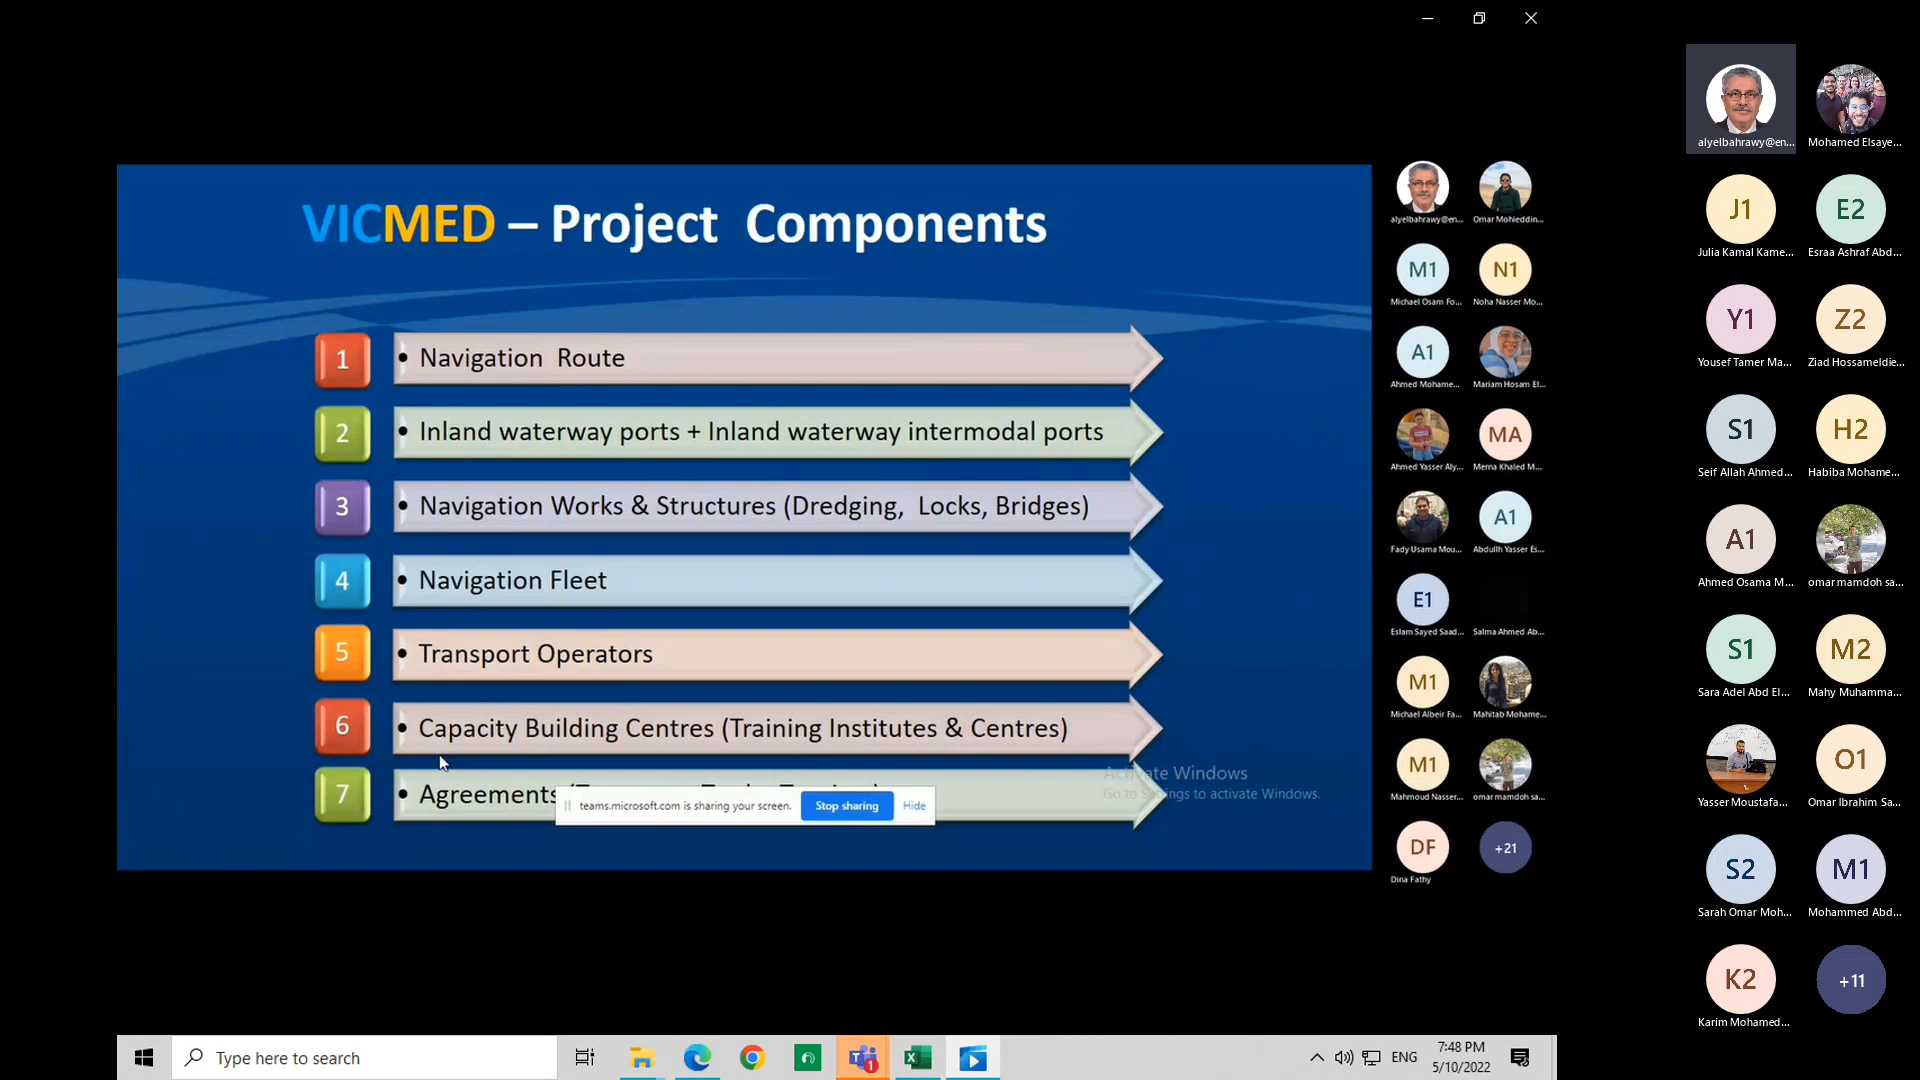 VICMED – Project Components
1
• Navigation Route
2
• Inland waterway ports + Inland waterway intermodal ports
3
• Navigation Works & Structures (Dredging, Locks, Bridges)
4
• Navigation Fleet
5
• Transport Operators
6
• Capacity Building Centres (Training Institutes & Centres)
7
• Agreements
teams.microsoft.com is sharing your screen. Stop sharing Hide
Activate Windows
Go to Settings to activate Windows.
alyelbahrawy@en... Omar Mohieddin...
M1 N1
Michael Osam Fo... Noha Nasser Mo...
A1
Ahmed Mohame... Mariam Hosam El...
MA
Ahmed Yasser Aly... Merna Khaled M...
A1
Fady Usama Mou... Abdullh Yasser Es...
E1
Eslam Sayed Saad... Salma Ahmed Ab...
M1
Michael Albeir Fa... Mahitab Mohame...
M1
Mahmoud Nasser... omar mamdoh sa...
DF +21
Dina Fathy
alyelbahrawy@en... Mohamed Elsaye...
J1 E2
Julia Kamal Kame... Esraa Ashraf Abd...
Y1 Z2
Yousef Tamer Ma... Ziad Hossameldie...
S1 H2
Seif Allah Ahmed... Habiba Mohame...
A1
Ahmed Osama M... omar mamdoh sa...
S1 M2
Sara Adel Abd El... Mahy Muhamma...
O1
Yasser Moustafa... Omar Ibrahim Sa...
S2 M1
Sarah Omar Moh... Mohammed Abd...
K2 +11
Karim Mohamed...
Type here to search
1
ENG
7:48 PM
5/10/2022